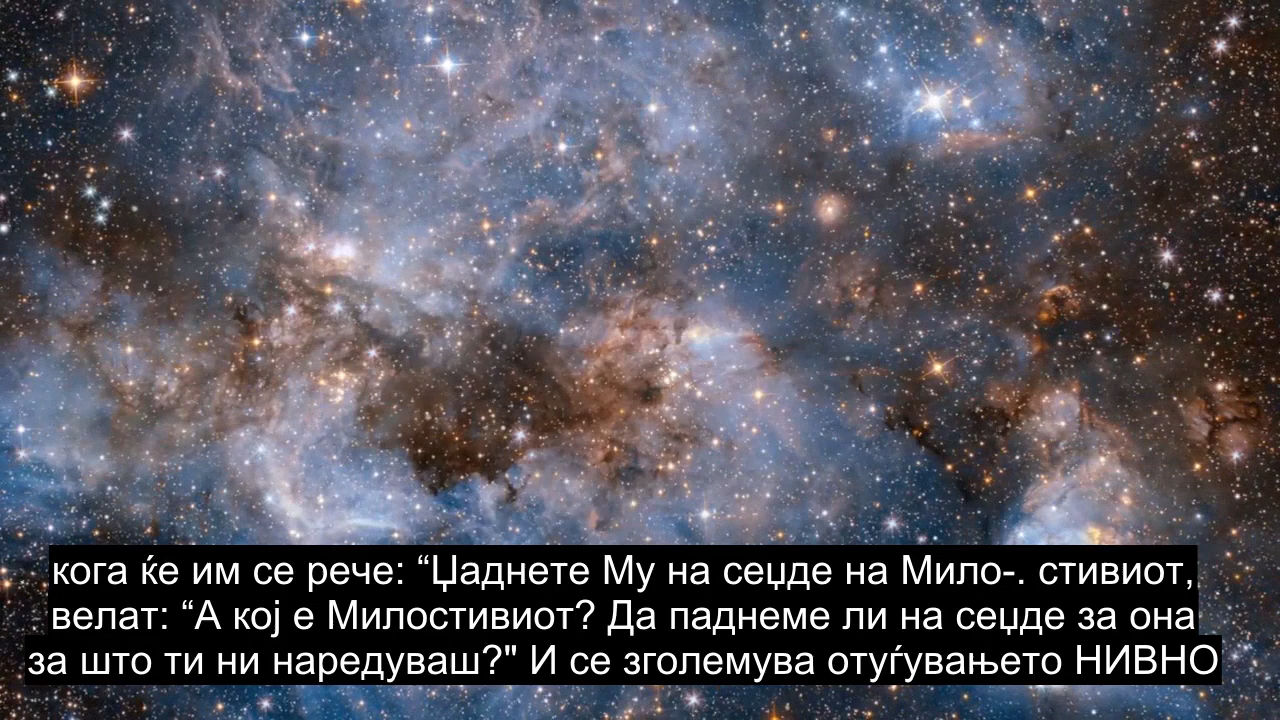 кога ќе им се рече: “Џаднете Му на сеџде на Мило-. стивиот,
велат: “А кој е Милостивиот? Да паднеме ли на сеџде за она
за што ти ни наредуваш?" И се зголемува отуѓувањето НИВНО